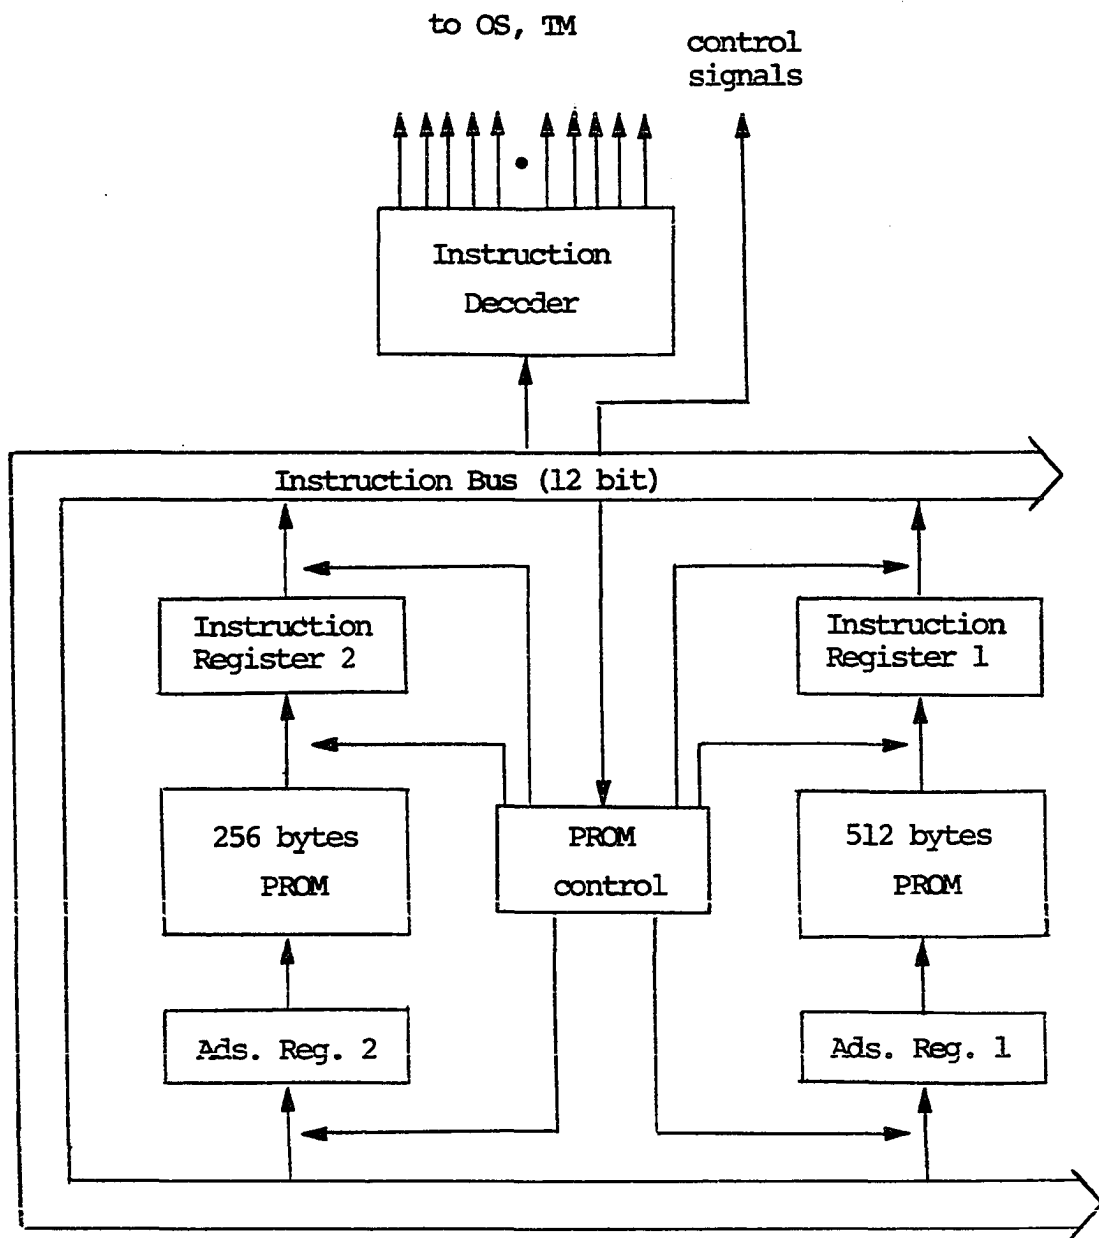 to OS, TM
control
signals
Instruction
Decoder
Instruction Bus (12 bit)
Instruction
Register 2
Instruction
Register 1
256 bytes
PROM
PROM
control
512 bytes
PROM
Ads. Reg. 2
Ads. Reg. 1